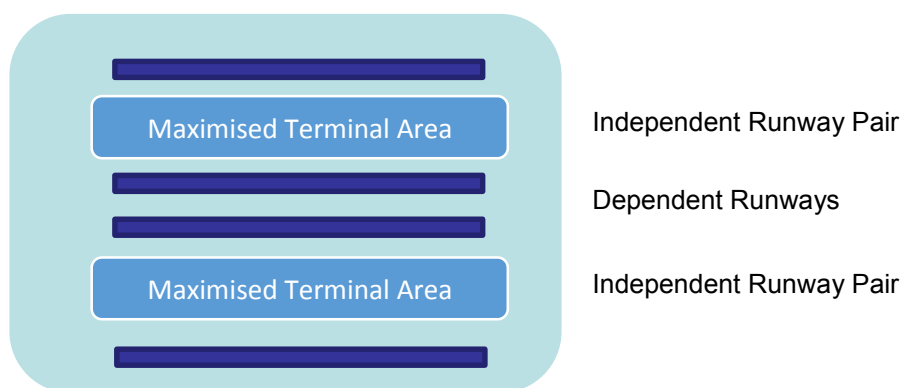 Maximised Terminal Area
Independent Runway Pair
Dependent Runways
Maximised Terminal Area
Independent Runway Pair